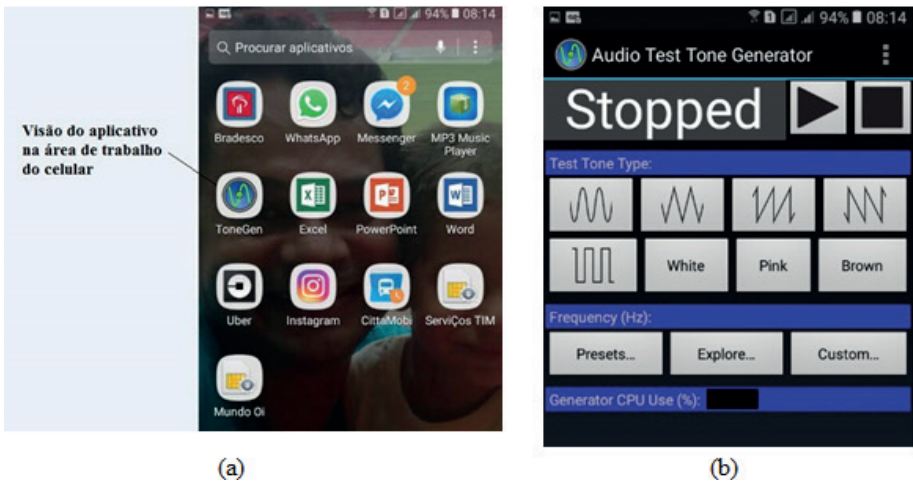 94% 08:14
Procurar aplicativos
Visão do aplicativo
na área de trabalho
do celular
Bradesco WhatsApp Messenger MP3 Music Player
2
ToneGen Excel PowerPoint Word
Uber Instagram CittaMobi ServiÇos TIM
Mundo Oi
(a)
94% 08:14
Audio Test Tone Generator
Stopped
Test Tone Type:
White Pink Brown
Frequency (Hz):
Presets... Explore... Custom...
Generator CPU Use (%):
(b)